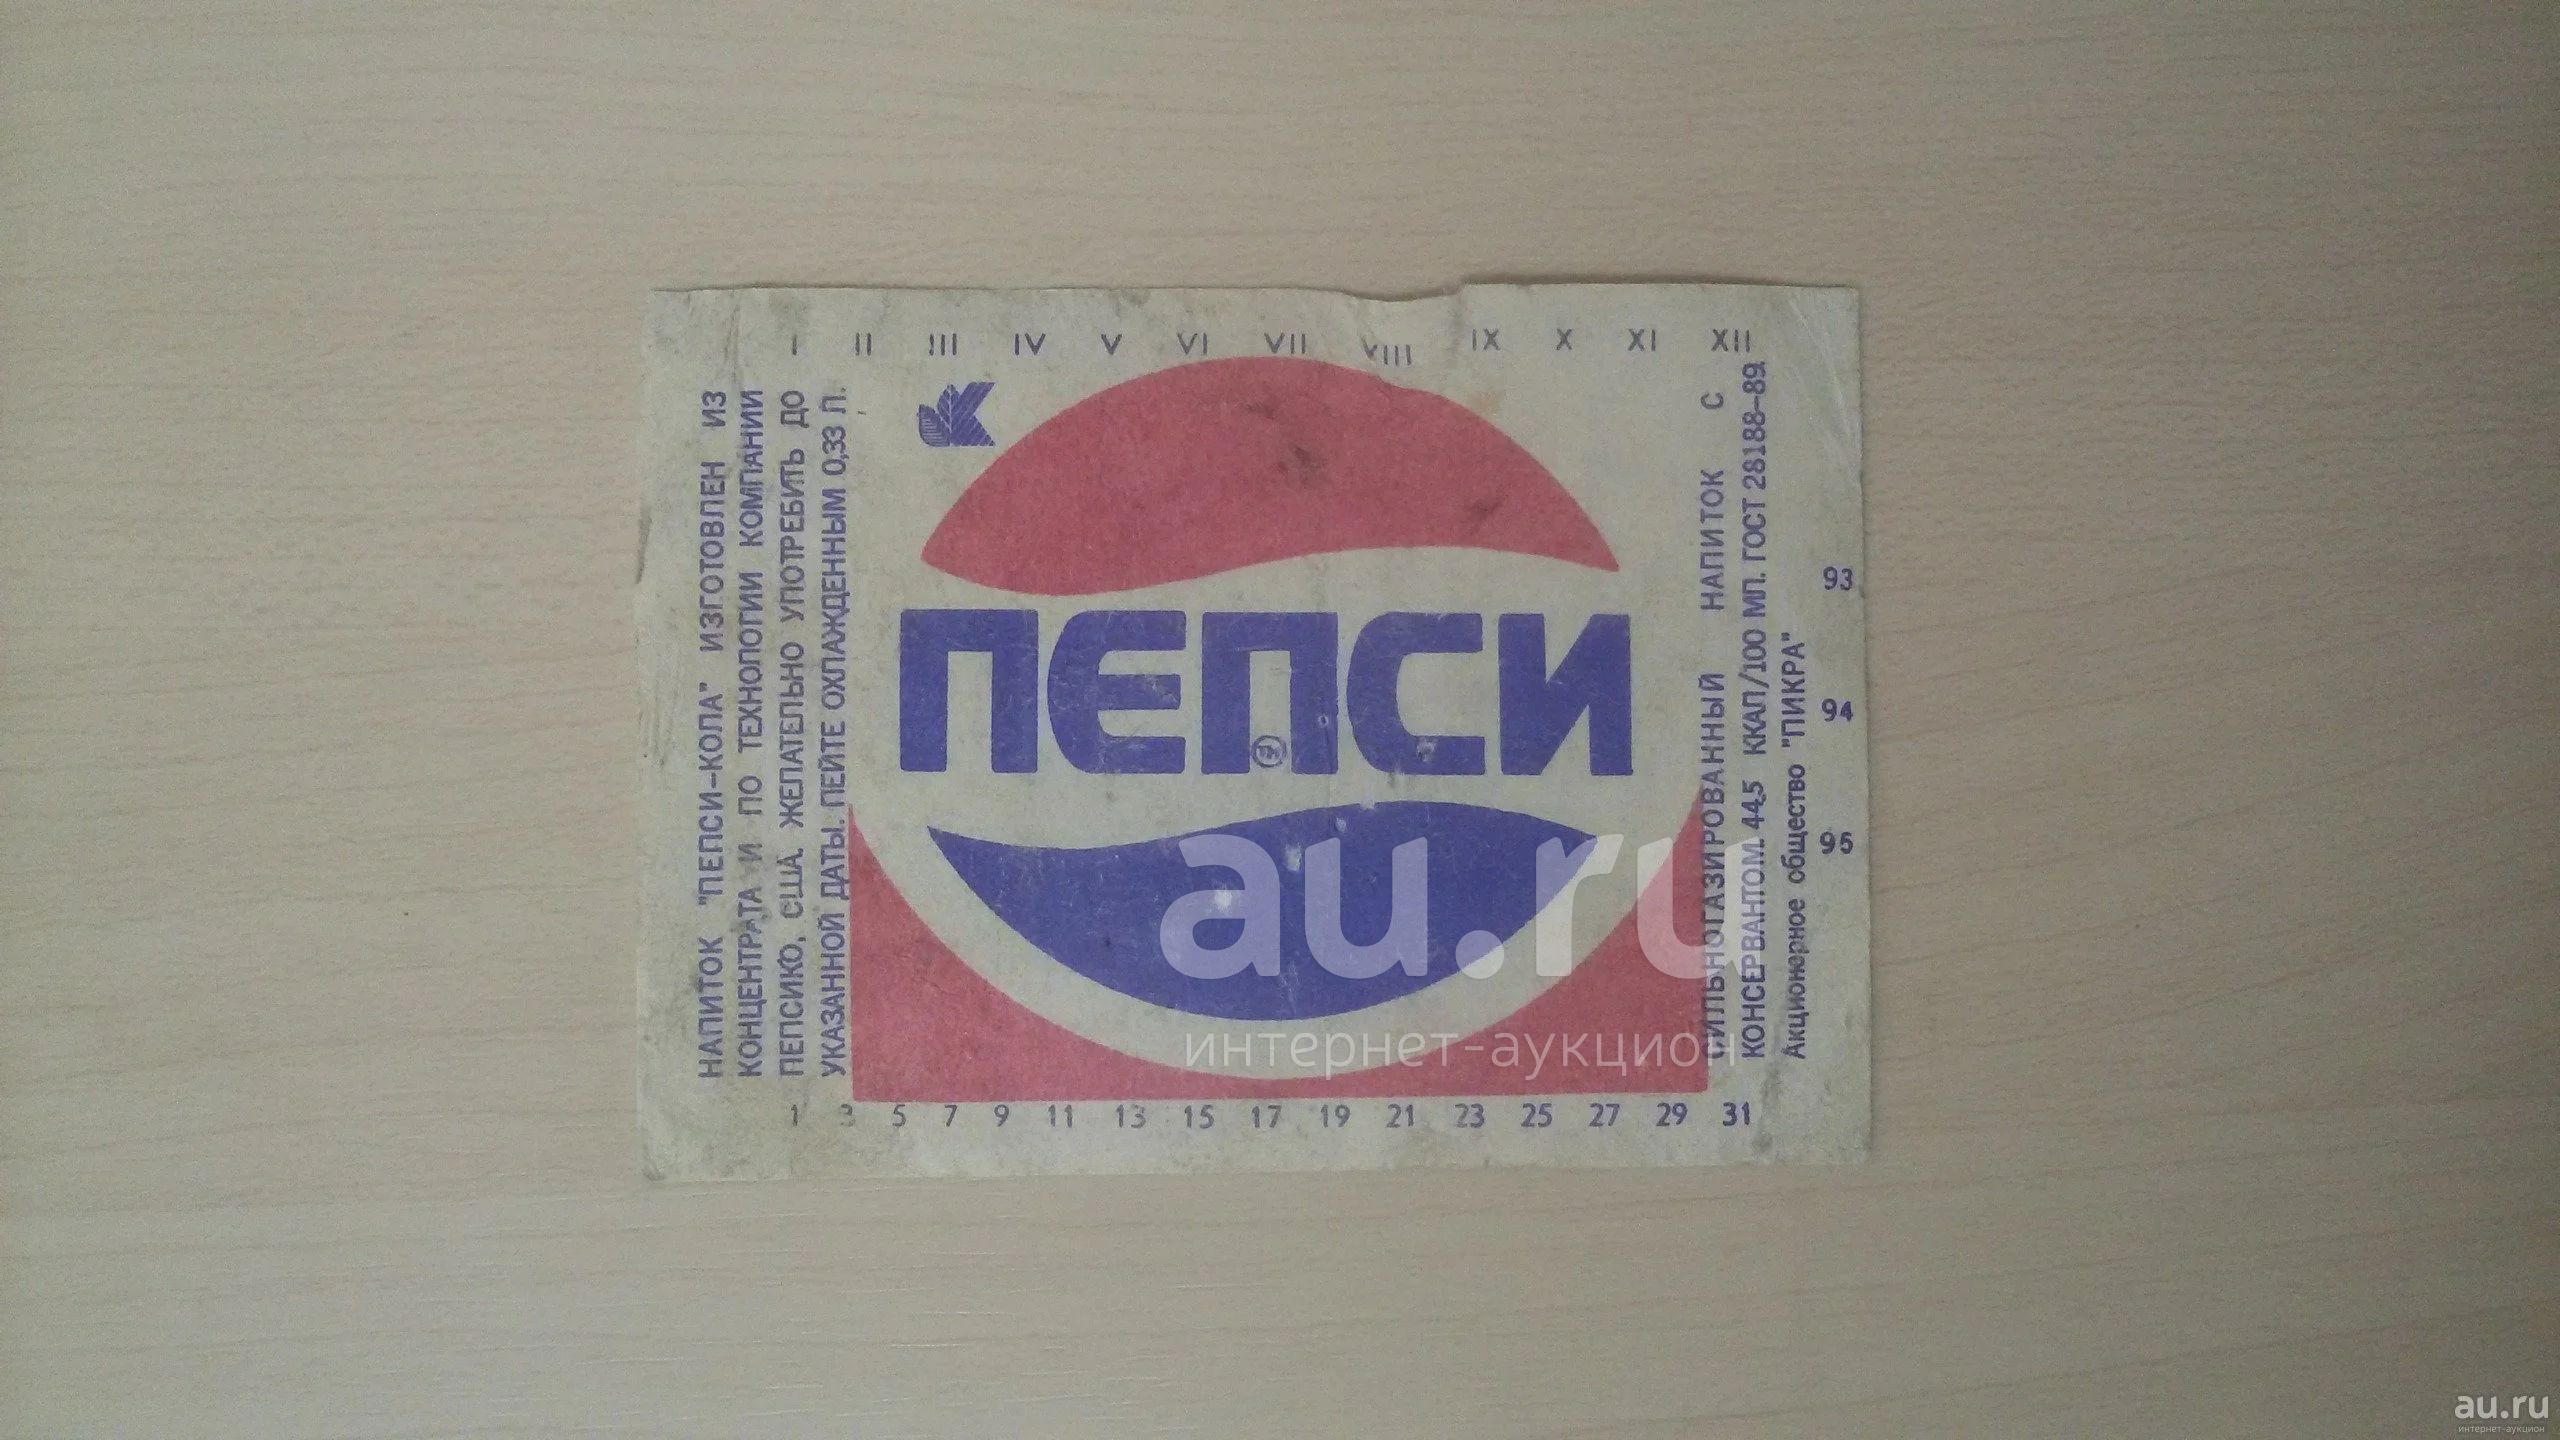 I II III IV V VI VII VIII IX X XI XII
НАПИТОК "ПЕПСИ-КОЛА" ИЗГОТОВЛЕН ИЗ
КОНЦЕНТРАТА И ПО ТЕХНОЛОГИИ КОМПАНИИ
ПЕПСИКО, США. ЖЕЛАТЕЛЬНО УПОТРЕБИТЬ ДО
УКАЗАННОЙ ДАТЫ. ПЕЙТЕ ОХЛАЖДЕННЫМ 0,33 Л.
К
ПЕПСИ
®
СИЛЬНОГАЗИРОВАННЫЙ НАПИТОК С
КОНСЕРВАНТОМ. 44,5 ККАЛ/100 МЛ. ГОСТ 28188-89.
Акционерное общество "ПИКРА"
93
94
95
1 3 5 7 9 11 13 15 17 19 21 23 25 27 29 31
au.ru
интернет-аукцион
au.ru
интернет-аукцион